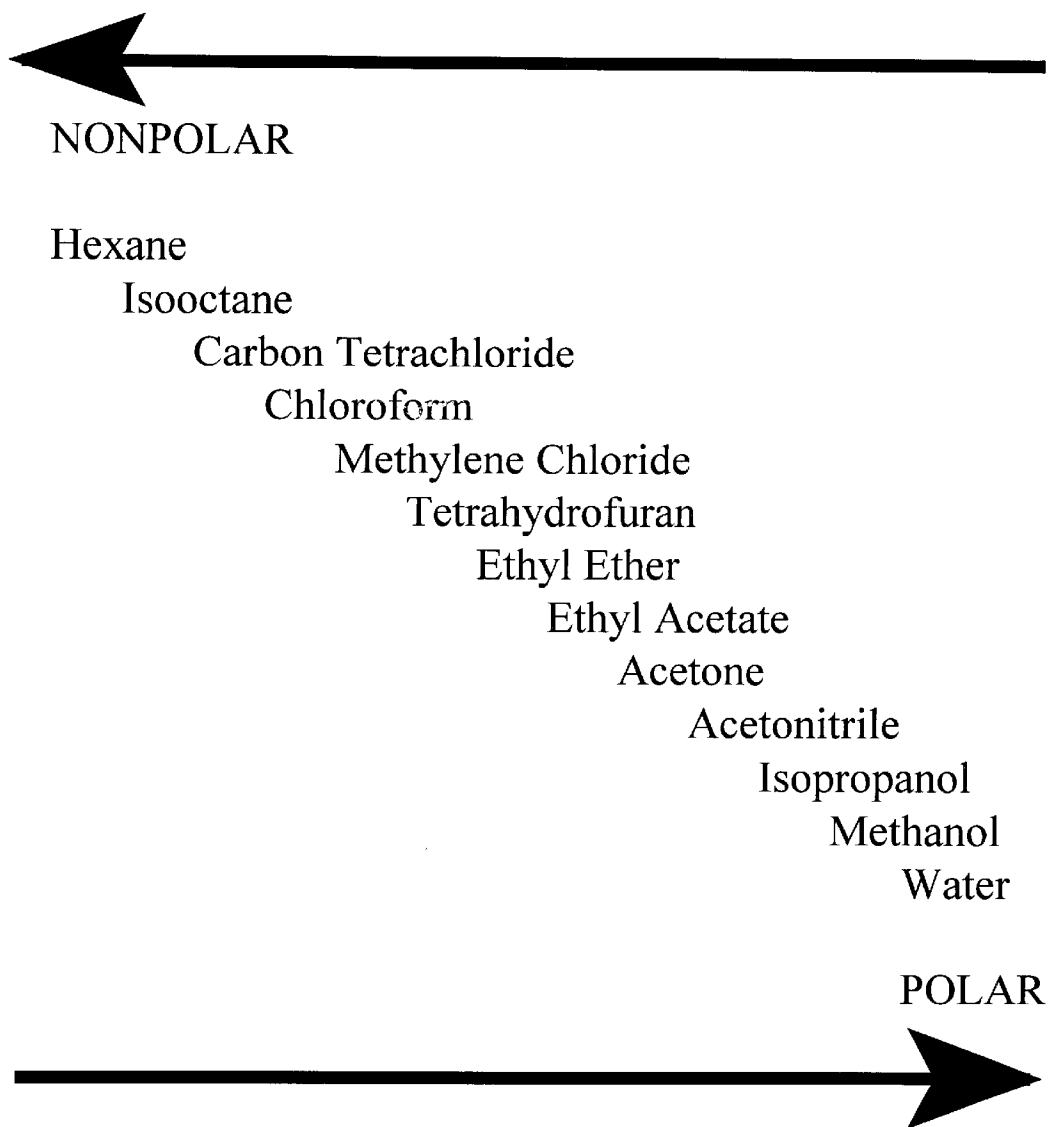 NONPOLAR
Hexane
Isooctane
Carbon Tetrachloride
Chloroform
Methylene Chloride
Tetrahydrofuran
Ethyl Ether
Ethyl Acetate
Acetone
Acetonitrile
Isopropanol
Methanol
Water
POLAR